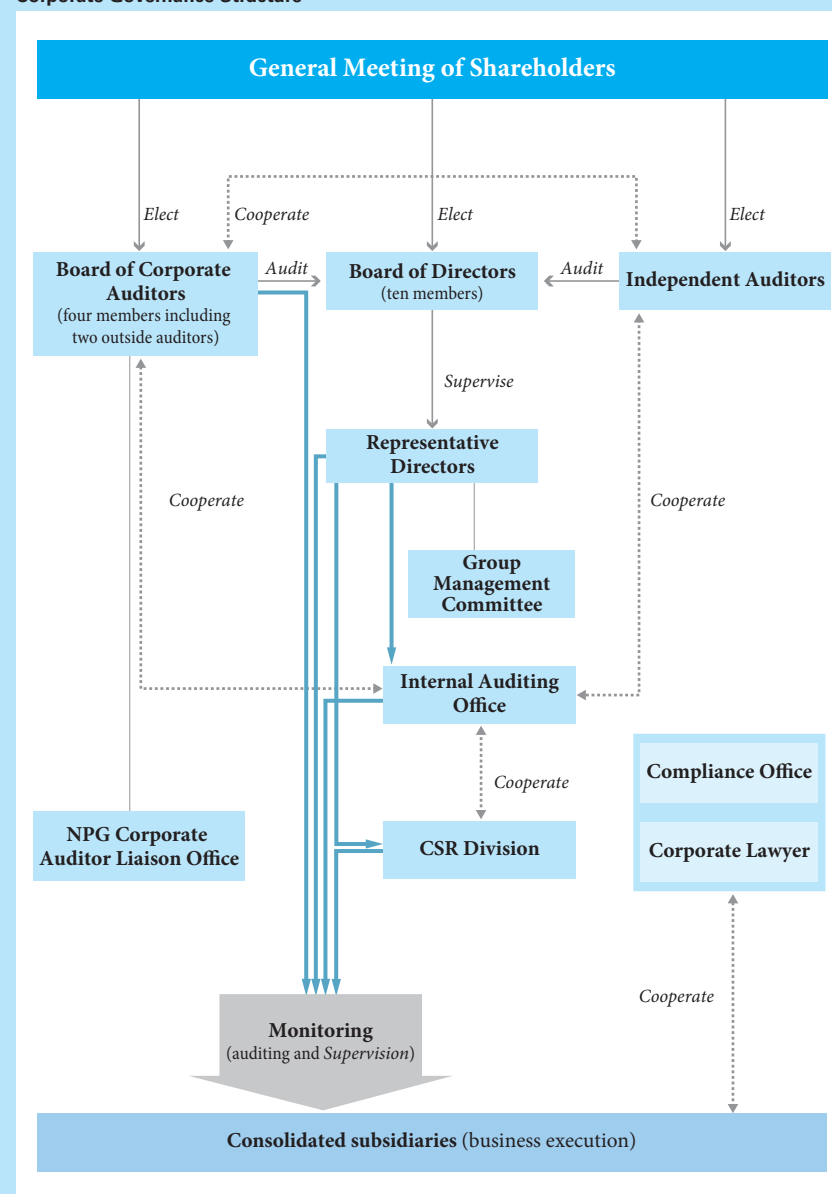 Corporate Governance Structure
General Meeting of Shareholders
Elect
Cooperate
Elect
Elect
Board of Corporate
Auditors
(four members including
two outside auditors)
Audit
Board of Directors
(ten members)
Audit
Independent Auditors
Supervise
Representative
Directors
Cooperate
Cooperate
Group
Management
Committee
Internal Auditing
Office
Cooperate
Compliance Office
NPG Corporate
Auditor Liaison Office
CSR Division
Corporate Lawyer
Cooperate
Monitoring
(auditing and Supervision)
Consolidated subsidiaries (business execution)